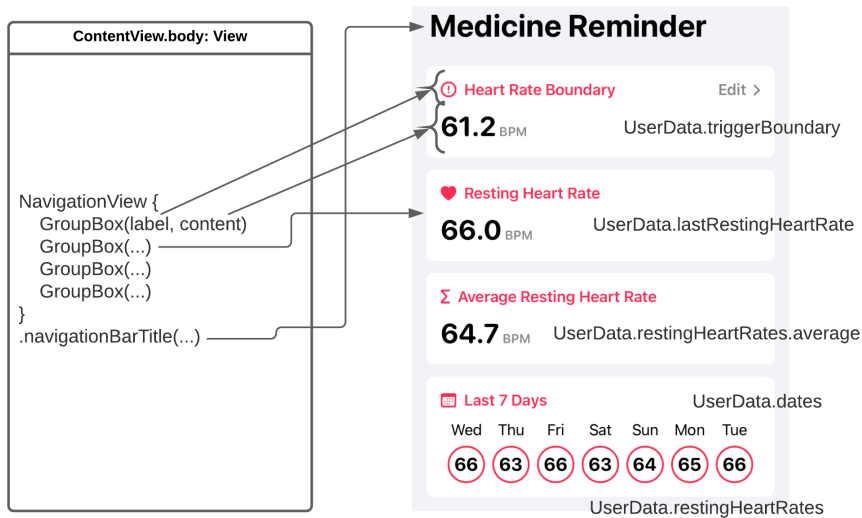 ContentView.body: View
NavigationView {
GroupBox(label, content)
GroupBox(...)
GroupBox(...)
GroupBox(...)
}
.navigationBarTitle(...)
Medicine Reminder
Heart Rate Boundary
Edit >
61.2 BPM
UserData.triggerBoundary
Resting Heart Rate
66.0 BPM
UserData.lastRestingHeartRate
Σ Average Resting Heart Rate
64.7 BPM
UserData.restingHeartRates.average
Last 7 Days
UserData.dates
Wed Thu Fri Sat Sun Mon Tue
66 63 66 63 64 65 66
UserData.restingHeartRates